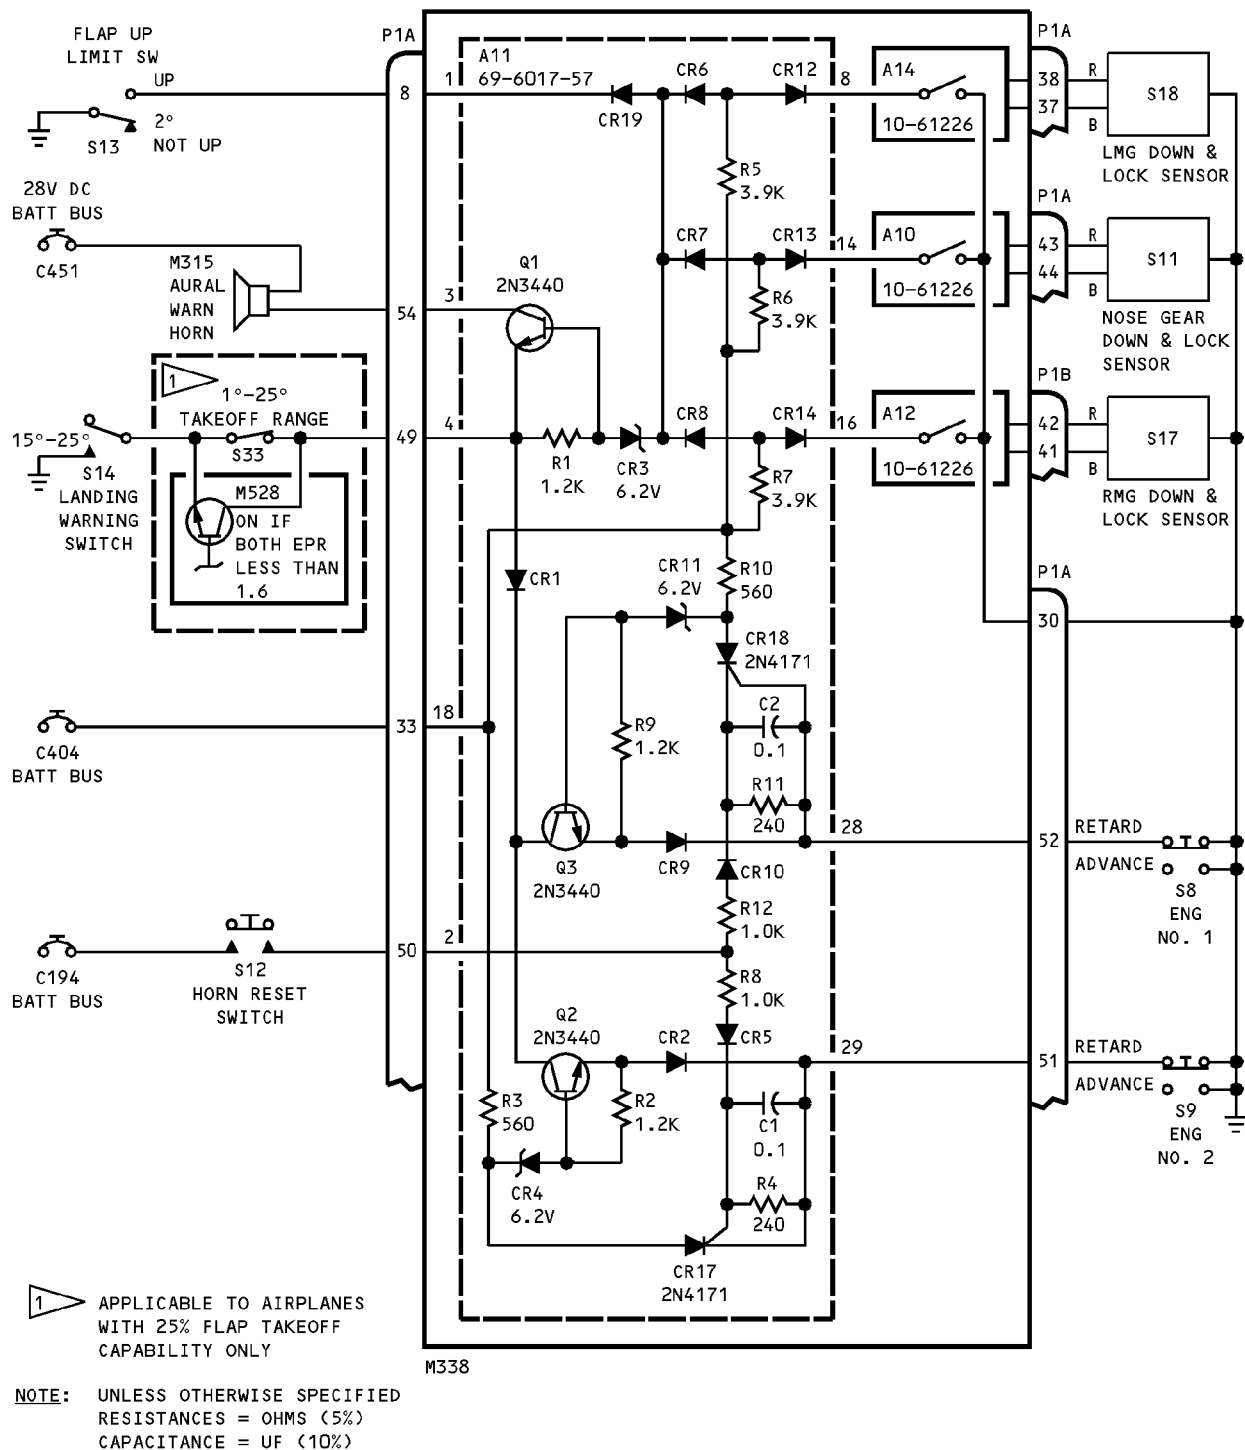 FLAP UP
LIMIT SW
UP
2°
NOT UP
S13
P1A
8
1
A11
69-6017-57
CR19
CR6
CR12
8
A14
10-61226
P1A
38
37
R
B
S18
LMG DOWN &
LOCK SENSOR
R5
3.9K
28V DC
BATT BUS
C451
M315
AURAL
WARN
HORN
54
3
Q1
2N3440
CR7
CR13
14
R6
3.9K
A10
10-61226
P1A
43
44
R
B
S11
NOSE GEAR
DOWN & LOCK
SENSOR
1
1°-25°
TAKEOFF RANGE
S33
15°-25°
S14
LANDING
WARNING
SWITCH
M528
ON IF
BOTH EPR
LESS THAN
1.6
49
4
R1
1.2K
CR3
6.2V
CR8
CR14
16
R7
3.9K
A12
10-61226
P1B
42
41
R
B
S17
RMG DOWN &
LOCK SENSOR
CR1
CR11
6.2V
R10
560
P1A
30
CR18
2N4171
C404
BATT BUS
33
18
R9
1.2K
C2
0.1
R11
240
28
52
RETARD
ADVANCE
S8
ENG
NO. 1
Q3
2N3440
CR9
CR10
R12
1.0K
C194
BATT BUS
S12
HORN RESET
SWITCH
50
2
R8
1.0K
Q2
2N3440
CR2
CR5
29
51
RETARD
ADVANCE
S9
ENG
NO. 2
R3
560
R2
1.2K
C1
0.1
CR4
6.2V
R4
240
CR17
2N4171
M338
1
APPLICABLE TO AIRPLANES
WITH 25% FLAP TAKEOFF
CAPABILITY ONLY
NOTE: UNLESS OTHERWISE SPECIFIED
RESISTANCES = OHMS (5%)
CAPACITANCE = UF (10%)